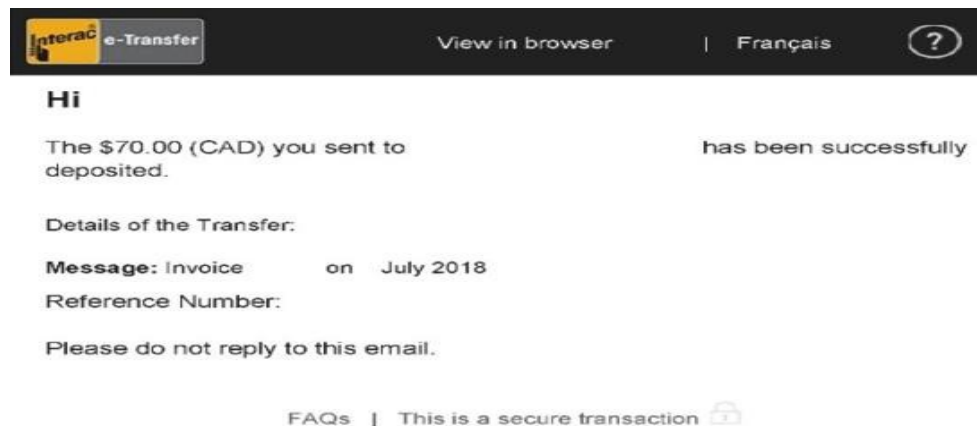 Interac e-Transfer View in browser | Français ?
Hi
The $70.00 (CAD) you sent to has been successfully
deposited.
Details of the Transfer:
Message: Invoice on July 2018
Reference Number:
Please do not reply to this email.
FAQs | This is a secure transaction